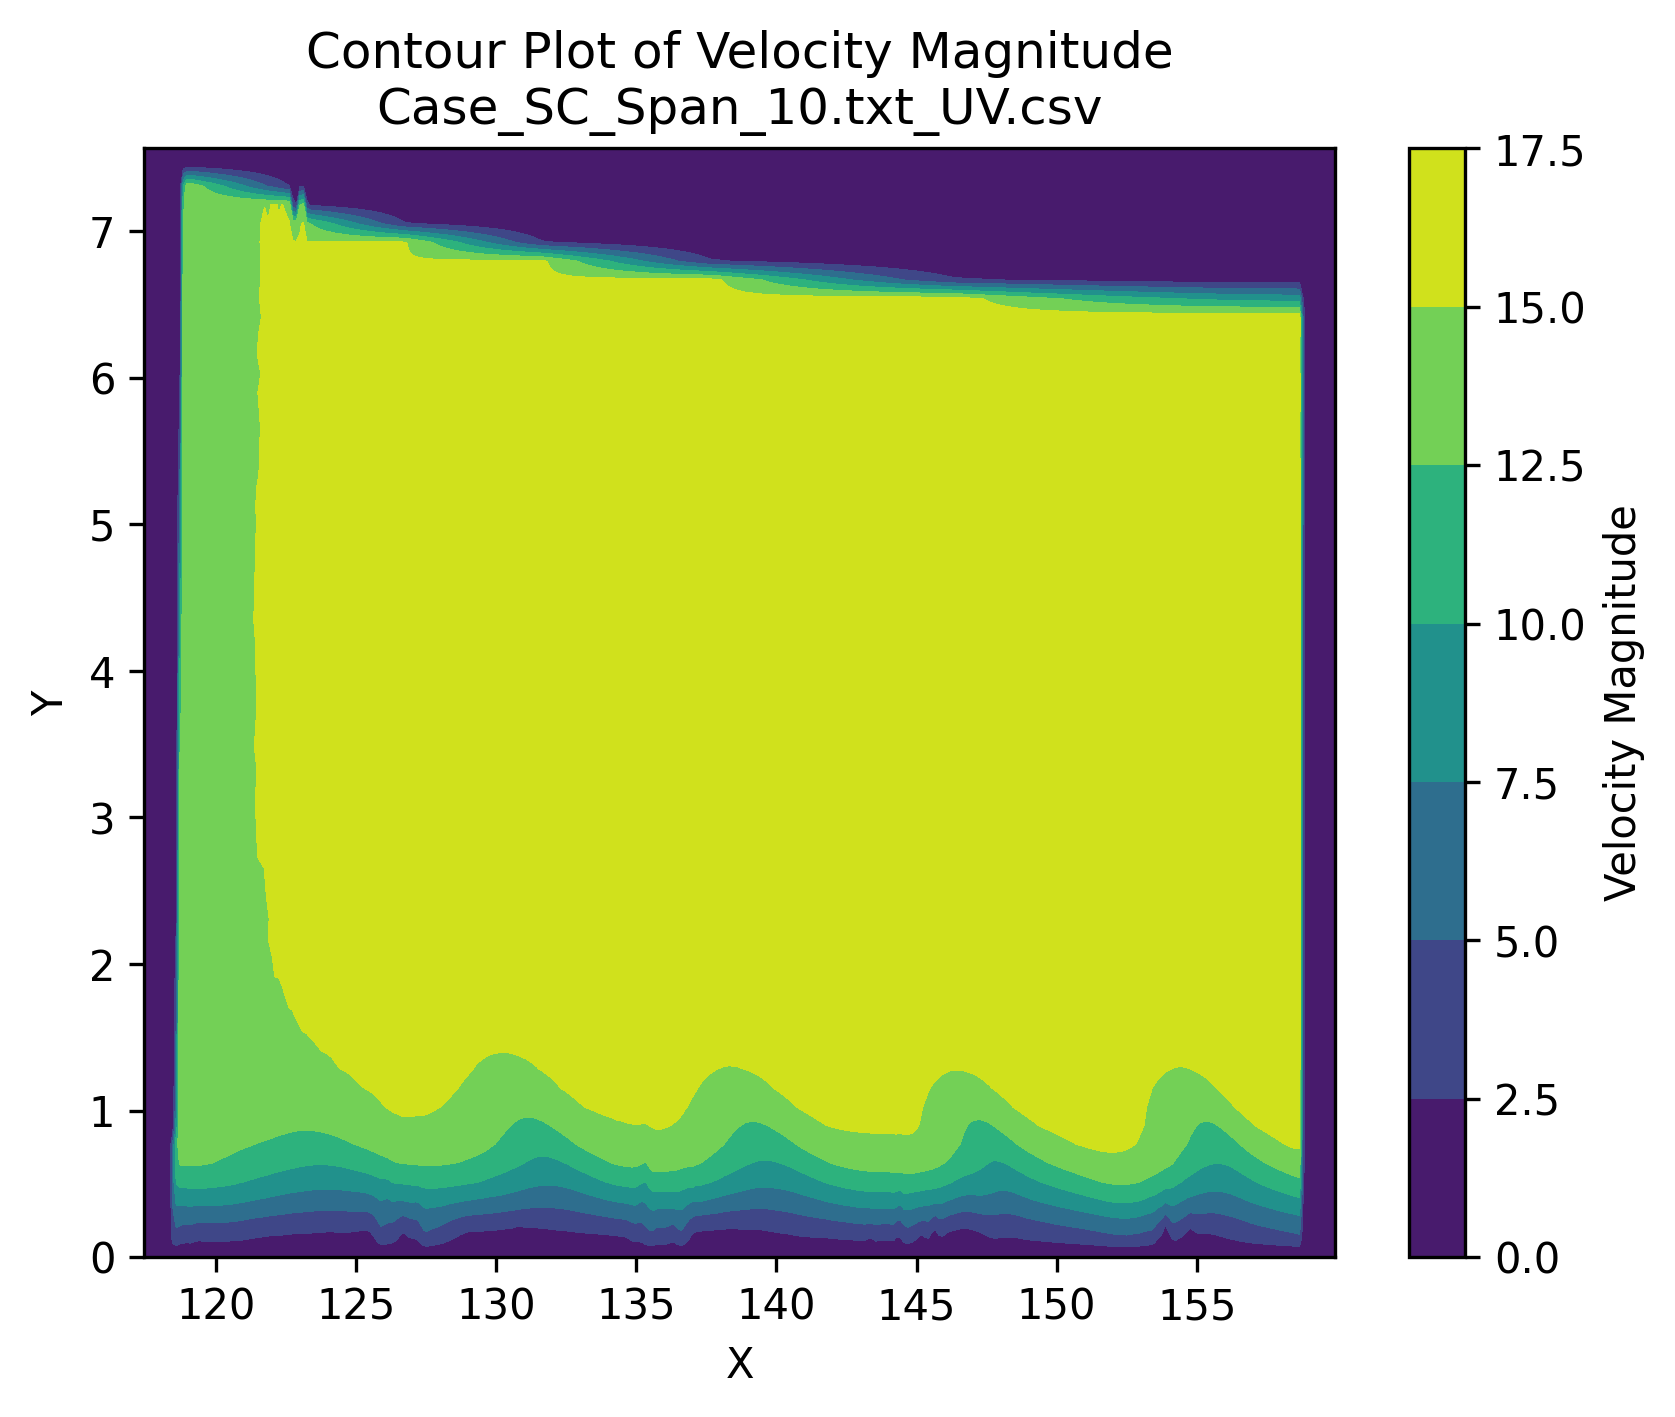 Contour Plot of Velocity Magnitude
Case_SC_Span_10.txt_UV.csv
7
6
5
4
3
2
1
0
Y
120 125 130 135 140 145 150 155
X
17.5
15.0
12.5
10.0
7.5
5.0
2.5
0.0
Velocity Magnitude